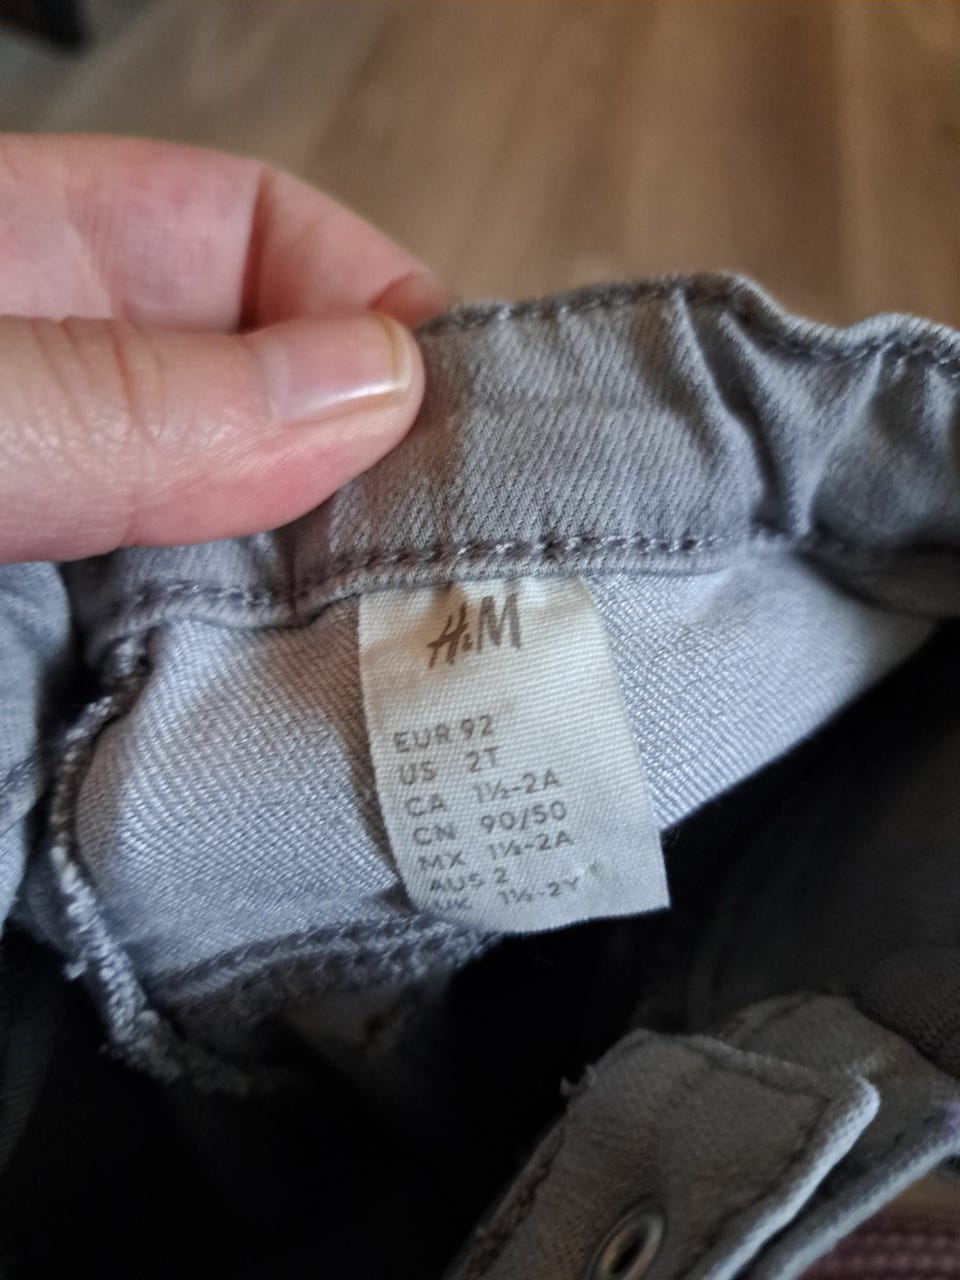 H&M
EUR 92
US 2T
CA 1½-2A
CN 90/50
MX 1½-2A
AUS 2
UK 1½-2Y